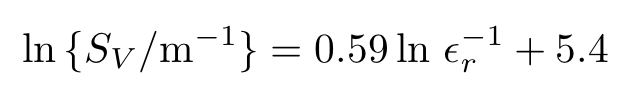 ln {S_V/m^{-1}} = 0.59 ln ϵ_r^{-1} + 5.4